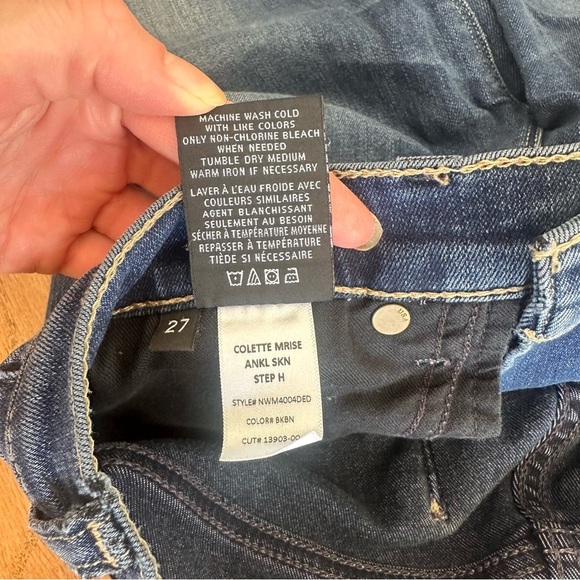 MACHINE WASH COLD
WITH LIKE COLORS
ONLY NON-CHLORINE BLEACH
WHEN NEEDED
TUMBLE DRY MEDIUM
WARM IRON IF NECESSARY
LAVER À L'EAU FROIDE AVEC
COULEURS SIMILAIRES
AGENT BLANCHISSANT
SEULEMENT AU BESOIN
SÉCHER À TEMPÉRATURE MOYENNE
REPASSER À TEMPÉRATURE
TIÈDE SI NÉCESSAIRE
27
COLETTE MRISE
ANKL SKN
STEP H
STYLE# NWM4004DED
COLOR# BKBN
CUT# 13903-00